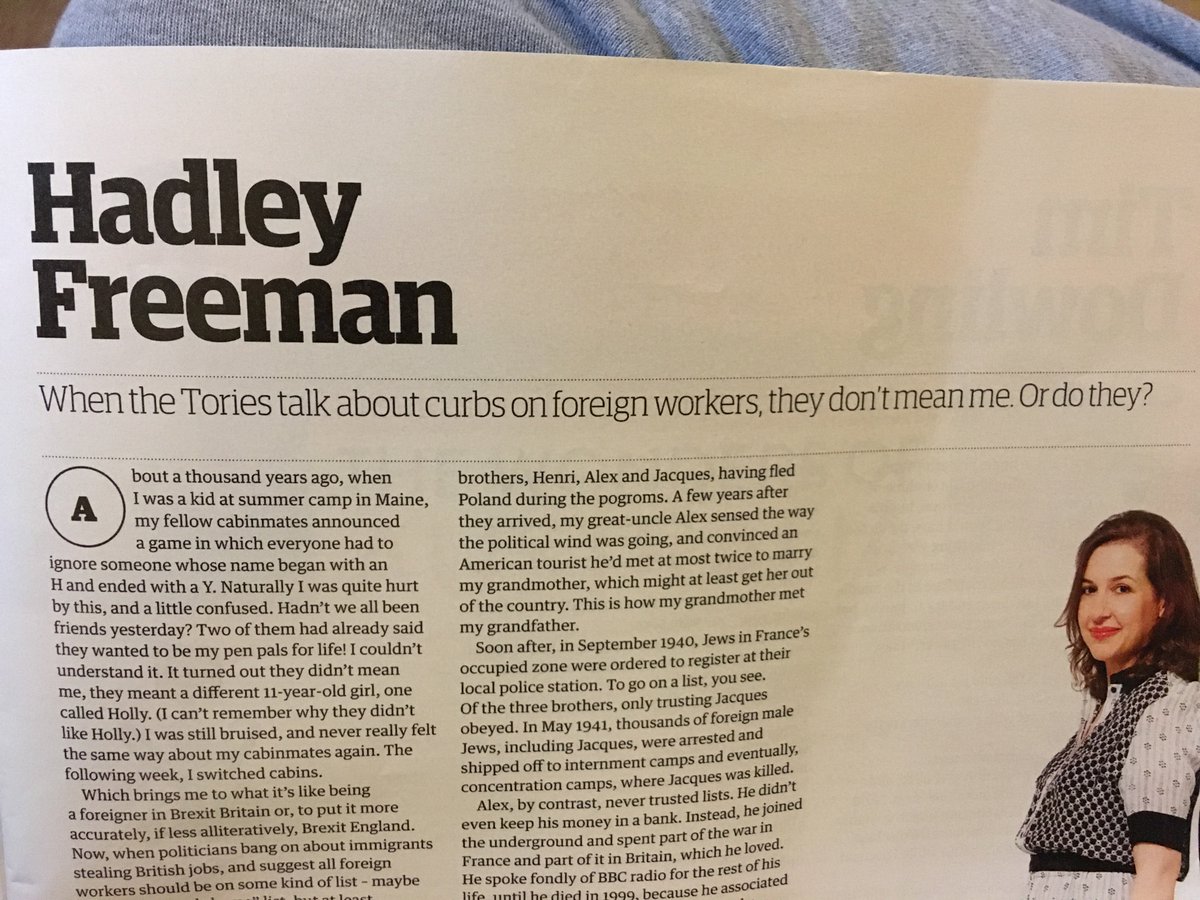 Hadley
Freeman
When the Tories talk about curbs on foreign workers, they don't mean me. Or do they?
About a thousand years ago, when
I was a kid at summer camp in Maine,
my fellow cabinmates announced
a game in which everyone had to
ignore someone whose name began with an
H and ended with a Y. Naturally I was quite hurt
by this, and a little confused. Hadn't we all been
friends yesterday? Two of them had already said
they wanted to be my pen pals for life! I couldn't
understand it. It turned out they didn't mean
me, they meant a different 11-year-old girl, one
called Holly. (I can't remember why they didn't
like Holly.) I was still bruised, and never really felt
the same way about my cabinmates again. The
following week, I switched cabins.
Which brings me to what it's like being
a foreigner in Brexit Britain or, to put it more
accurately, if less alliteratively, Brexit England.
Now, when politicians bang on about immigrants
stealing British jobs, and suggest all foreign
workers should be on some kind of list – maybe
list, but at least
brothers, Henri, Alex and Jacques, having fled
Poland during the pogroms. A few years after
they arrived, my great-uncle Alex sensed the way
the political wind was going, and convinced an
American tourist he'd met at most twice to marry
my grandmother, which might at least get her out
of the country. This is how my grandmother met
my grandfather.
Soon after, in September 1940, Jews in France's
occupied zone were ordered to register at their
local police station. To go on a list, you see.
Of the three brothers, only trusting Jacques
obeyed. In May 1941, thousands of foreign male
Jews, including Jacques, were arrested and
shipped off to internment camps and eventually,
concentration camps, where Jacques was killed.
Alex, by contrast, never trusted lists. He didn't
even keep his money in a bank. Instead, he joined
the underground and spent part of the war in
France and part of it in Britain, which he loved.
He spoke fondly of BBC radio for the rest of his
life, until he died in 1999, because he associated